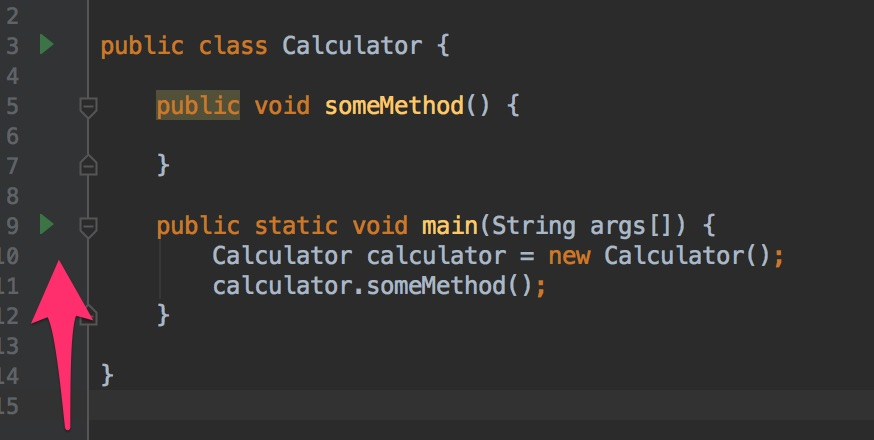 2
3 public class Calculator {
4
5 public void someMethod() {
6
7 }
8
9 public static void main(String args[]) {
10 Calculator calculator = new Calculator();
11 calculator.someMethod();
12 }
13
14 }
15